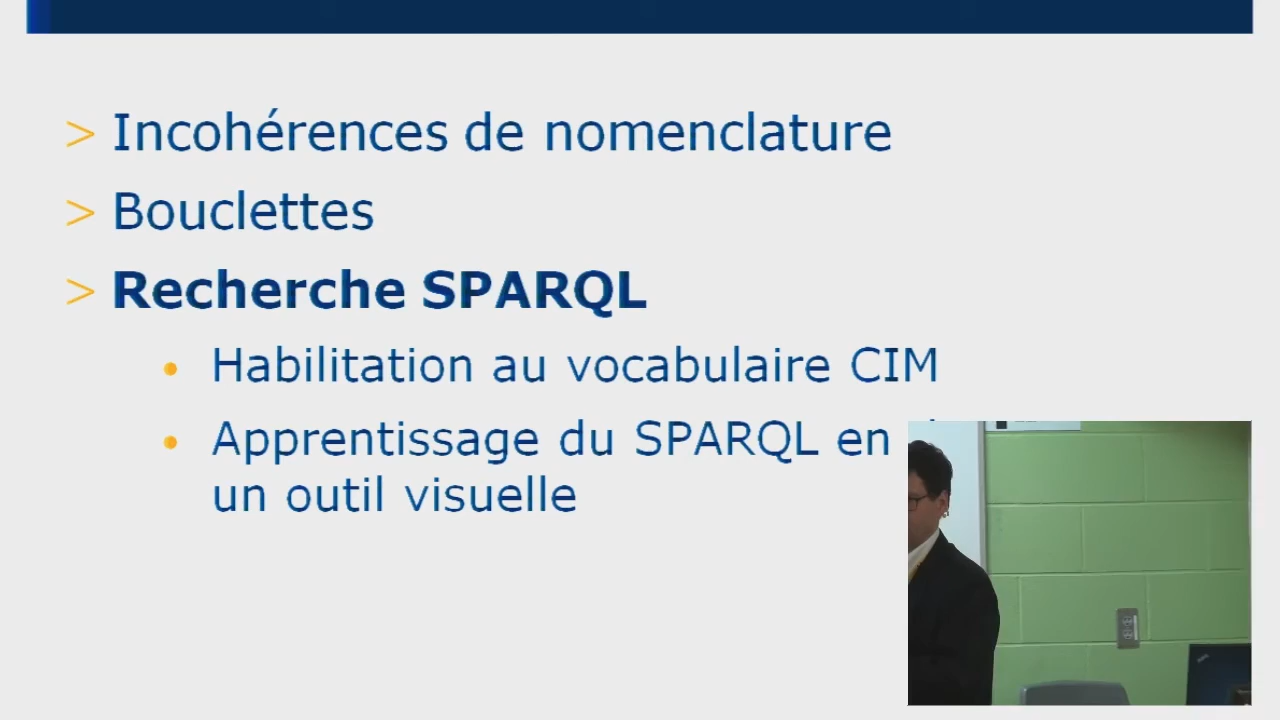 > Incohérences de nomenclature
> Bouclettes
> Recherche SPARQL
• Habilitation au vocabulaire CIM
• Apprentissage du SPARQL en
un outil visuelle